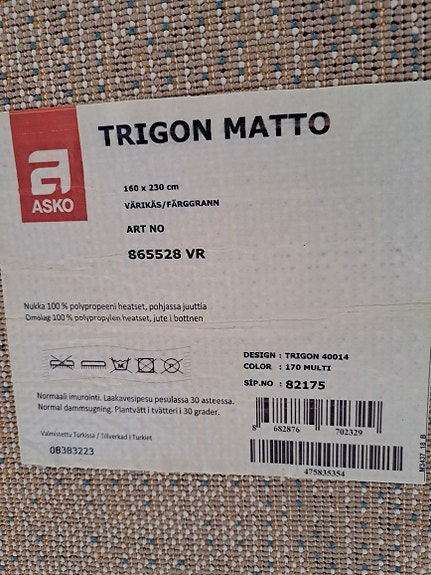 TRIGON MATTO
a
ASKO
160 x 230 cm
VÄRIKÄS/FÄRGGRANN
ART NO
865528 VR
Nukka 100 % polypropeeni heatset, pohjassa juuttia
Omslag 100 % polypropylen heatset, jute i bottnen
DESIGN : TRIGON 40014
COLOR : 170 MULTI
SİP.NO : 82175
Normaali imurointi. Laakavesipesu pesulassa 30 asteessa.
Normal dammsugning. Plantvätt i tvätteri i 30 grader.
8 682876 702329
Valmistettu Turkissa / Tillverkad i Turkiet
08383223
475835354